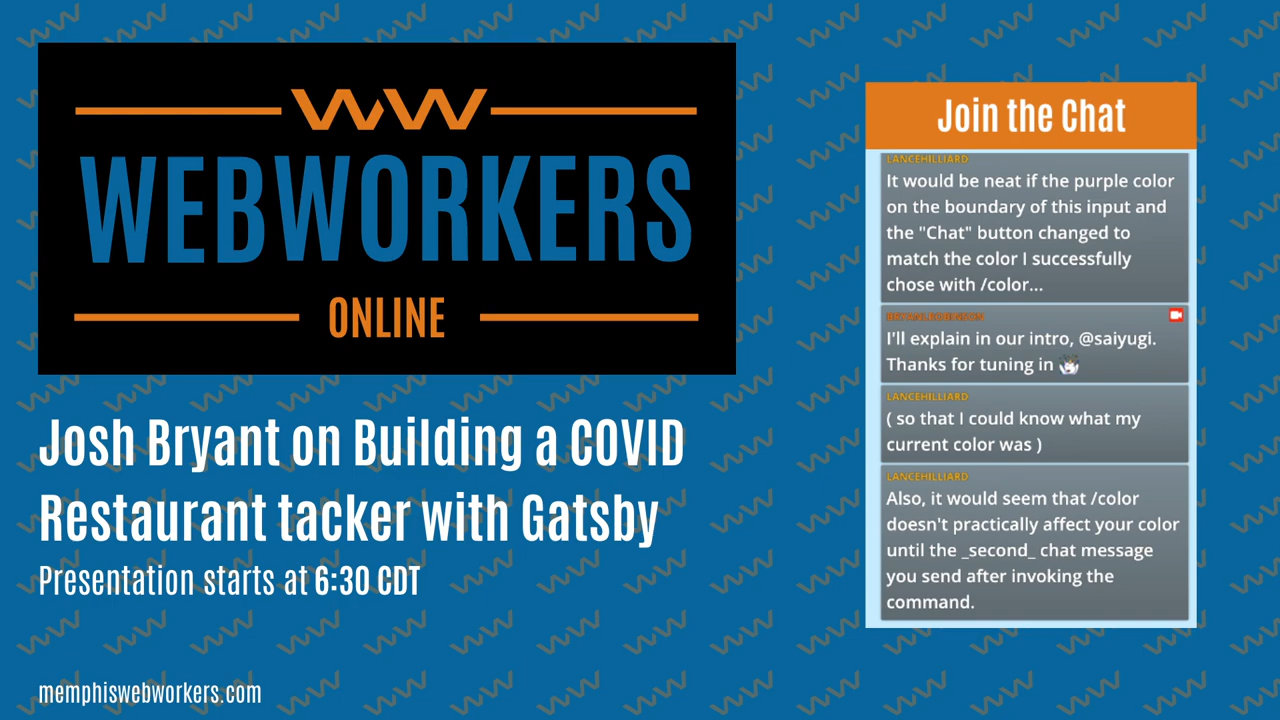 WW
WEBWORKERS
ONLINE
Josh Bryant on Building a COVID
Restaurant tacker with Gatsby
Presentation starts at 6:30 CDT
memphiswebworkers.com
Join the Chat
LANCEHILLIARD
It would be neat if the purple color
on the boundary of this input and
the "Chat" button changed to
match the color I successfully
chose with /color...
BRYANLROBINSON
I'll explain in our intro, @saiyugi.
Thanks for tuning in
LANCEHILLIARD
( so that I could know what my
current color was )
LANCEHILLIARD
Also, it would seem that /color
doesn't practically affect your color
until the _second_ chat message
you send after invoking the
command.